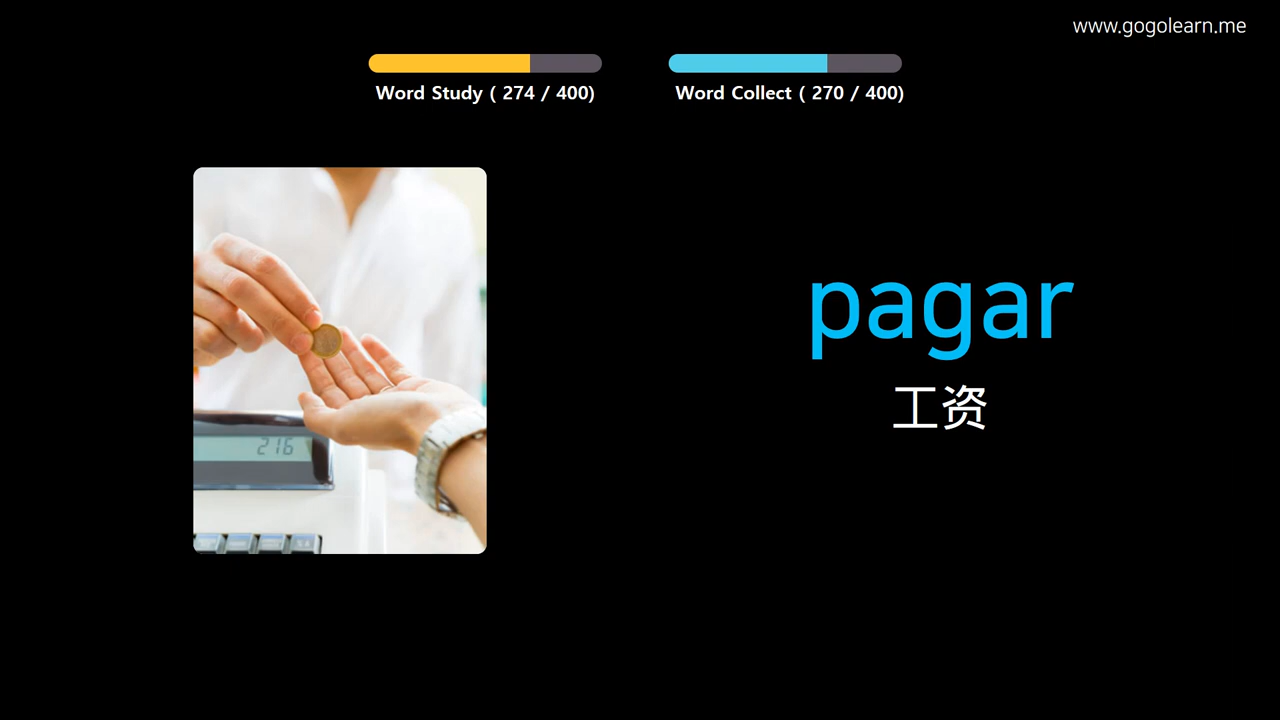 www.gogolearn.me
Word Study ( 274 / 400)
Word Collect ( 270 / 400)
pagar
工资
216